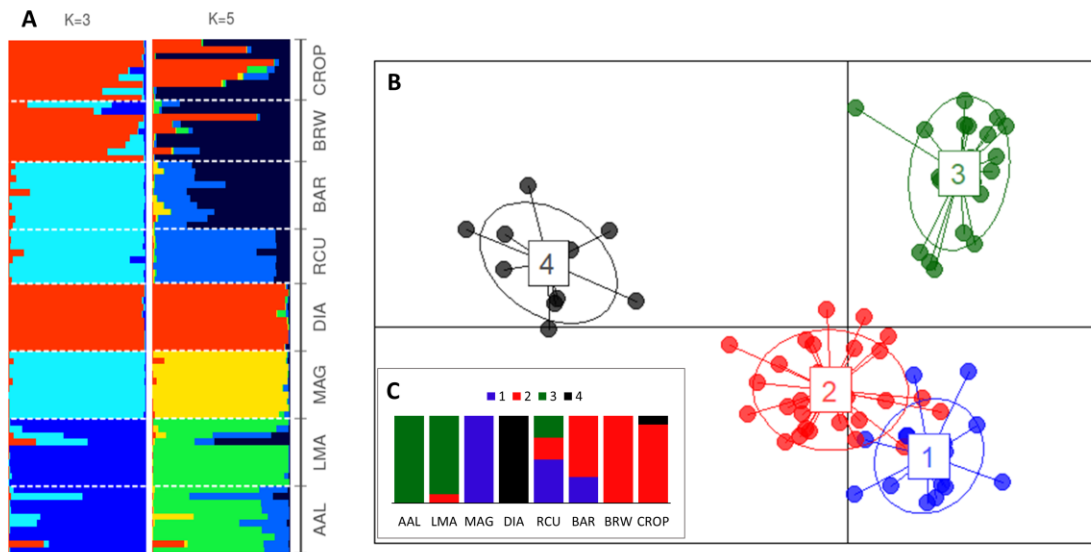 A
K=3 K=5
CROP
BRW
BAR
RCU
DIA
MAG
LMA
AAL
B
3
4
2
1
C
1 2 3 4
AAL LMA MAG DIA RCU BAR BRW CROP